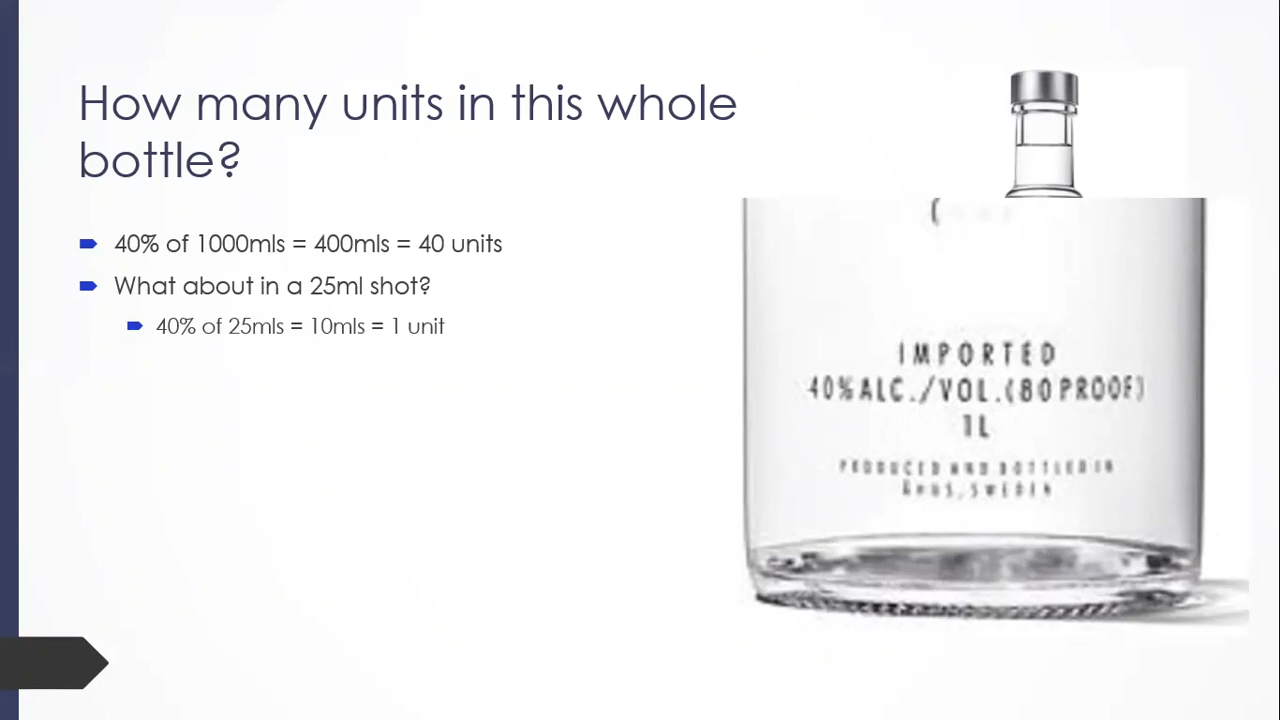 How many units in this whole
bottle?
40% of 1000mls = 400mls = 40 units
What about in a 25ml shot?
40% of 25mls = 10mls = 1 unit
IMPORTED
40%ALC./VOL.(80 PROOF)
1L
PRODUCED AND BOTTLED IN
ÅHUS, SWEDEN